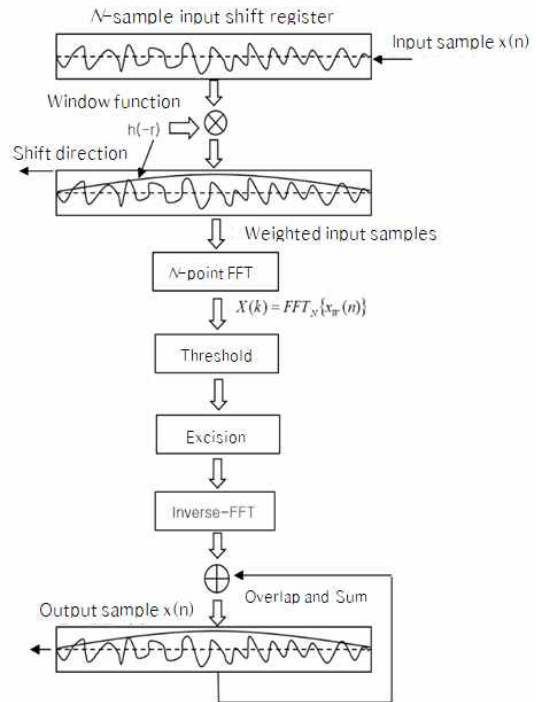 N-sample input shift register
Input sample x(n)
Window function
h(-r)
Shift direction
Weighted input samples
N-point FFT
X(k) = FFT_N{x_W(n)}
Threshold
Excision
Inverse-FFT
Overlap and Sum
Output sample x(n)